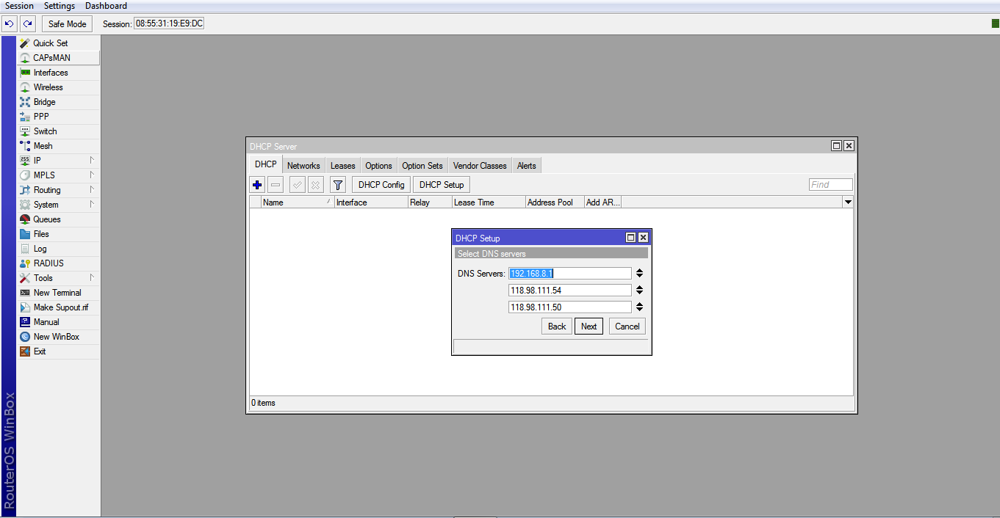 Session Settings Dashboard
Safe Mode Session: 08:55:31:19:E9:DC
Quick Set
CAPsMAN
Interfaces
Wireless
Bridge
PPP
Switch
Mesh
IP
MPLS
Routing
System
Queues
Files
Log
RADIUS
Tools
New Terminal
Make Supout.rif
Manual
New WinBox
Exit
RouterOS WinBox
DHCP Server
DHCP Networks Leases Options Option Sets Vendor Classes Alerts
DHCP Config DHCP Setup Find
Name Interface Relay Lease Time Address Pool Add AR...
DHCP Setup
Select DNS servers
DNS Servers: 192.168.8.1
118.98.111.54
118.98.111.50
Back Next Cancel
0 items